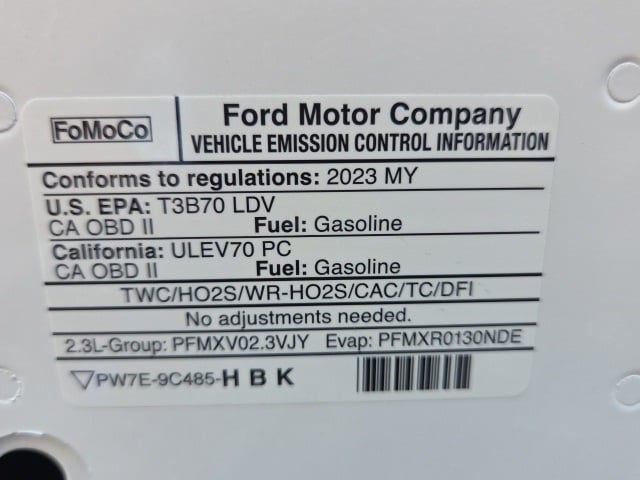 FoMoCo
Ford Motor Company
VEHICLE EMISSION CONTROL INFORMATION
Conforms to regulations: 2023 MY
U.S. EPA: T3B70 LDV
CA OBD II Fuel: Gasoline
California: ULEV70 PC
CA OBD II Fuel: Gasoline
TWC/HO2S/WR-HO2S/CAC/TC/DFI
No adjustments needed.
2.3L-Group: PFMXV02.3VJY Evap: PFMXR0130NDE
PW7E-9C485-H B K